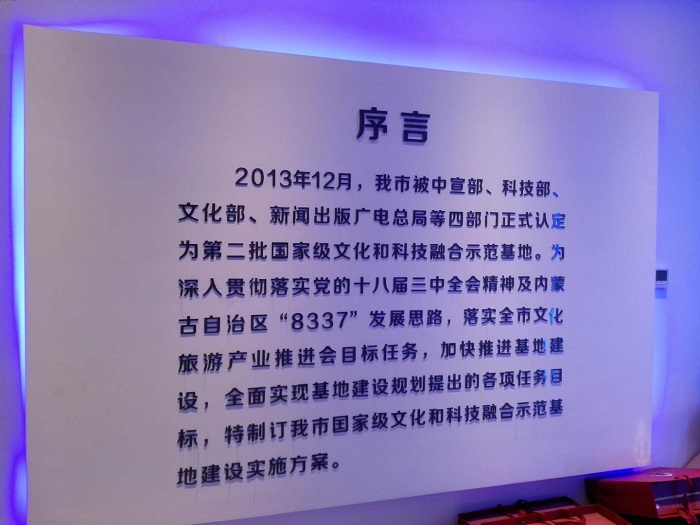 序言
2013年12月，我市被中宣部、科技部、
文化部、新闻出版广电总局等四部门正式认定
为第二批国家级文化和科技融合示范基地。为
深入贯彻落实党的十八届三中全会精神及内蒙
古自治区“8337”发展思路，落实全市文化
旅游产业推进会目标任务，加快推进基地建
设，全面实现基地建设规划提出的各项任务目
标，特制订我市国家级文化和科技融合示范基
地建设实施方案。